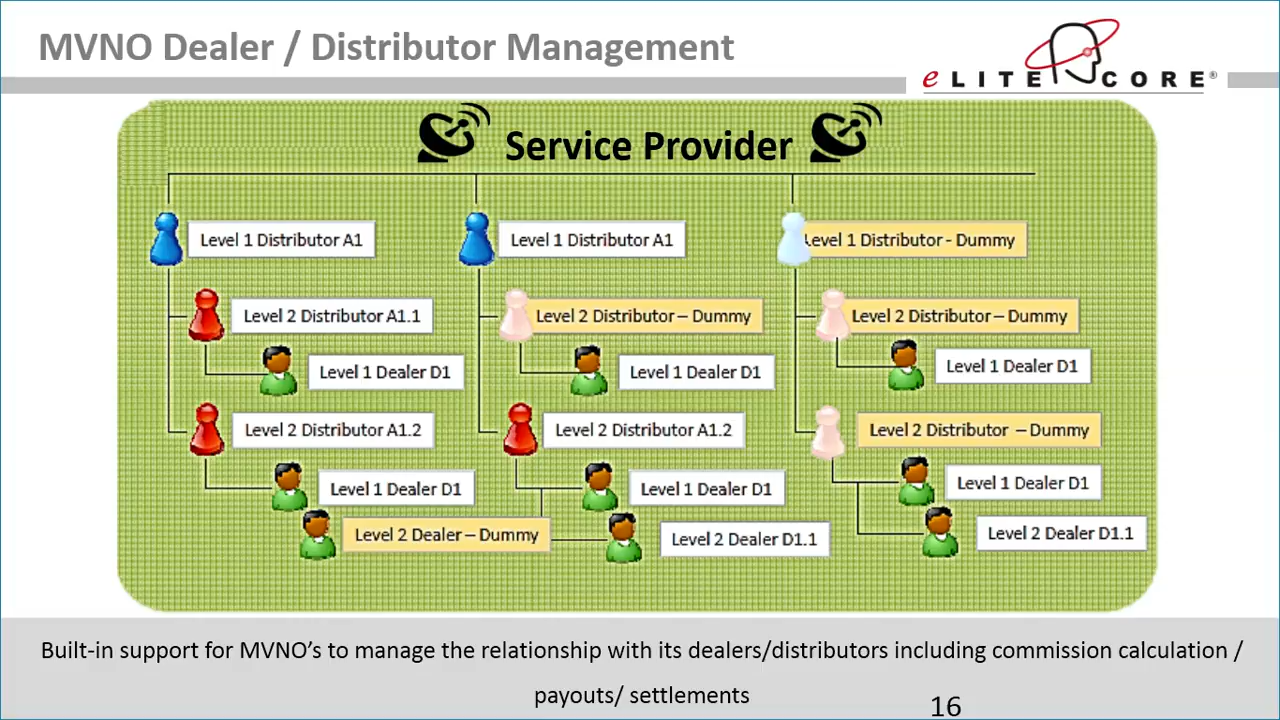 MVNO Dealer / Distributor Management
eLITECORE®
Service Provider
Level 1 Distributor A1
Level 1 Distributor A1
Level 1 Distributor - Dummy
Level 2 Distributor A1.1
Level 2 Distributor – Dummy
Level 2 Distributor – Dummy
Level 1 Dealer D1
Level 1 Dealer D1
Level 1 Dealer D1
Level 2 Distributor A1.2
Level 2 Distributor A1.2
Level 2 Distributor – Dummy
Level 1 Dealer D1
Level 1 Dealer D1
Level 1 Dealer D1
Level 2 Dealer – Dummy
Level 2 Dealer D1.1
Level 2 Dealer D1.1
Built-in support for MVNO’s to manage the relationship with its dealers/distributors including commission calculation /
payouts/ settlements
16